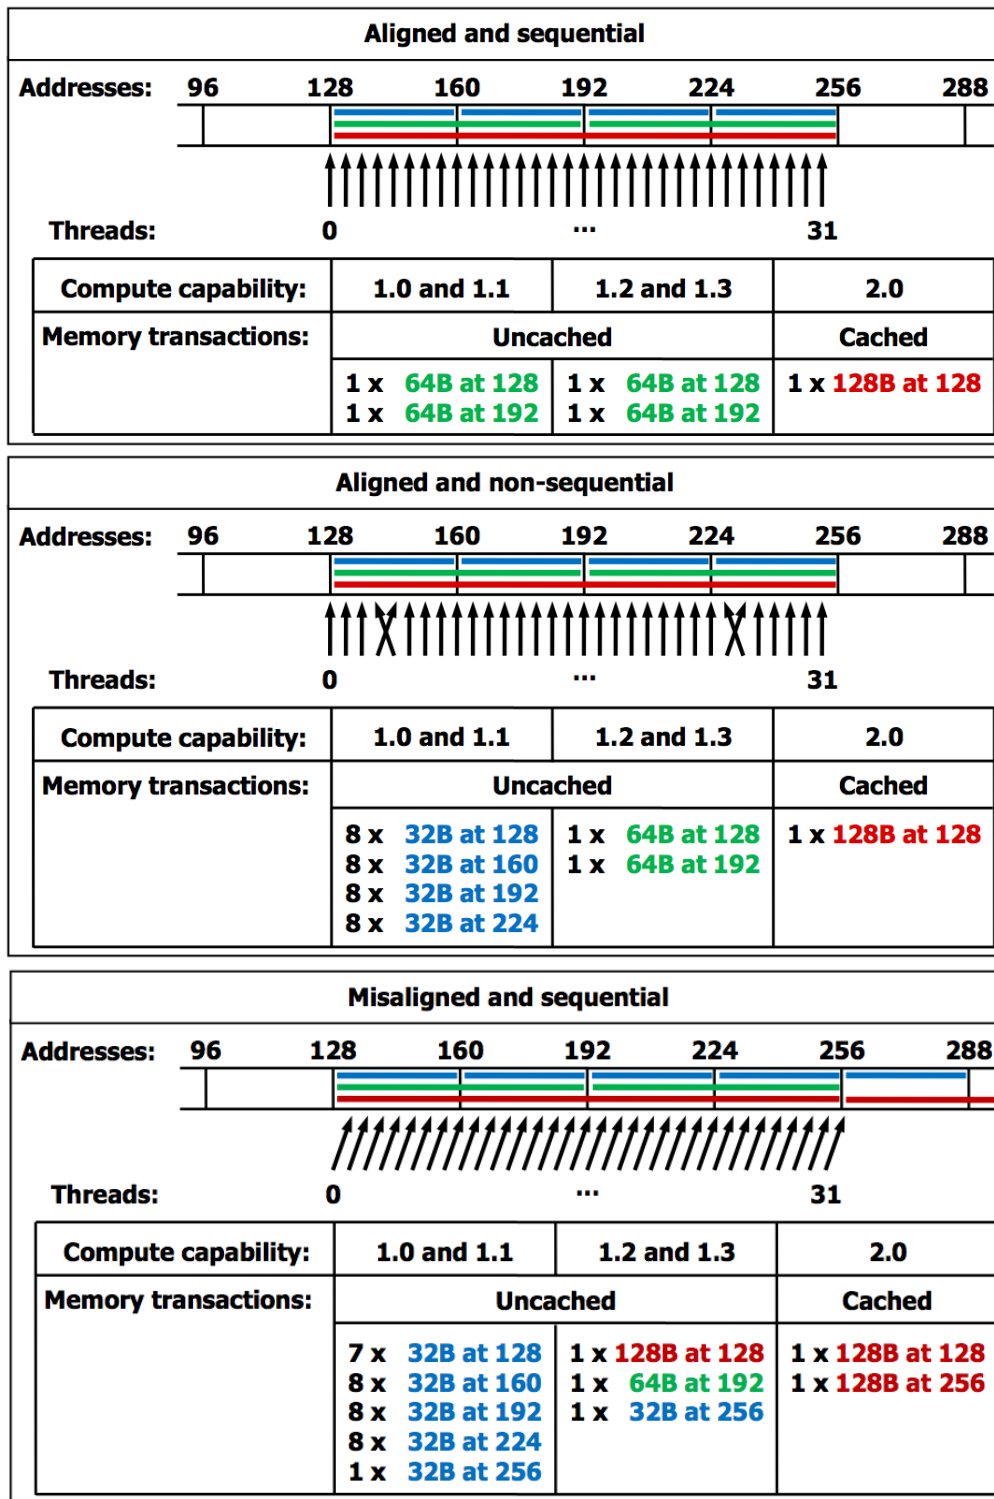 Aligned and sequential
Addresses: 96 128 160 192 224 256 288
Threads: 0 ... 31
Compute capability: 1.0 and 1.1 1.2 and 1.3 2.0
Memory transactions: Uncached Cached
1 x 64B at 128 1 x 64B at 128 1 x 128B at 128
1 x 64B at 192 1 x 64B at 192
Aligned and non-sequential
Addresses: 96 128 160 192 224 256 288
Threads: 0 ... 31
Compute capability: 1.0 and 1.1 1.2 and 1.3 2.0
Memory transactions: Uncached Cached
8 x 32B at 128 1 x 64B at 128 1 x 128B at 128
8 x 32B at 160 1 x 64B at 192
8 x 32B at 192
8 x 32B at 224
Misaligned and sequential
Addresses: 96 128 160 192 224 256 288
Threads: 0 ... 31
Compute capability: 1.0 and 1.1 1.2 and 1.3 2.0
Memory transactions: Uncached Cached
7 x 32B at 128 1 x 128B at 128 1 x 128B at 128
8 x 32B at 160 1 x 64B at 192 1 x 128B at 256
8 x 32B at 192 1 x 32B at 256
8 x 32B at 224
1 x 32B at 256